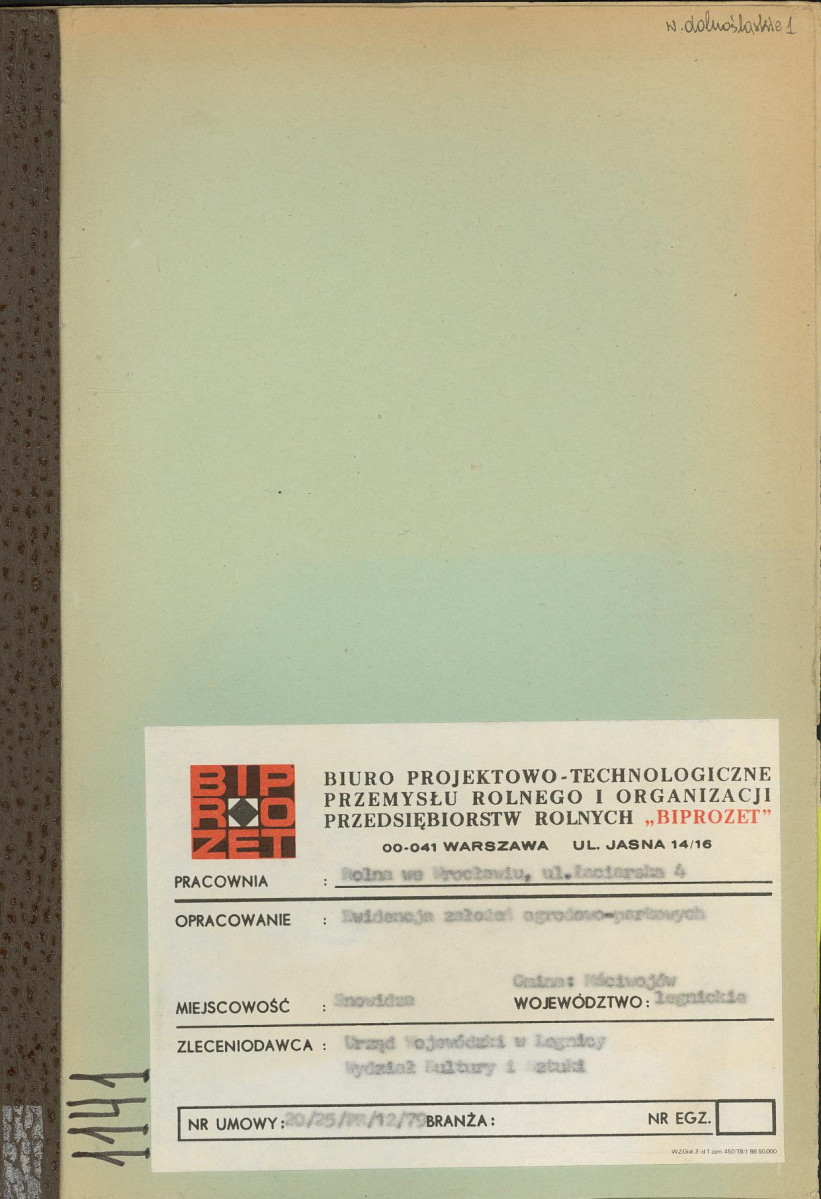 w. dolnośląskie 1
BIP
RO
ZET
BIURO PROJEKTOWO-TECHNOLOGICZNE
PRZEMYSŁU ROLNEGO I ORGANIZACJI
PRZEDSIĘBIORSTW ROLNYCH „BIPROZET”
00-041 WARSZAWA UL. JASNA 14/16
PRACOWNIA : Rolna we Wrocławiu, ul.Łaciarska 4
OPRACOWANIE : Ewidencja założeń ogrodowo-parkowych
Gmina: Mściwojów
MIEJSCOWOŚĆ : Snowidza WOJEWÓDZTWO: legnickie
ZLECENIODAWCA : Urząd Wojewódzki w Legnicy
Wydział Kultury i Sztuki
NR UMOWY: 20/25/PR/12/79 BRANŻA: NR EGZ.
1141